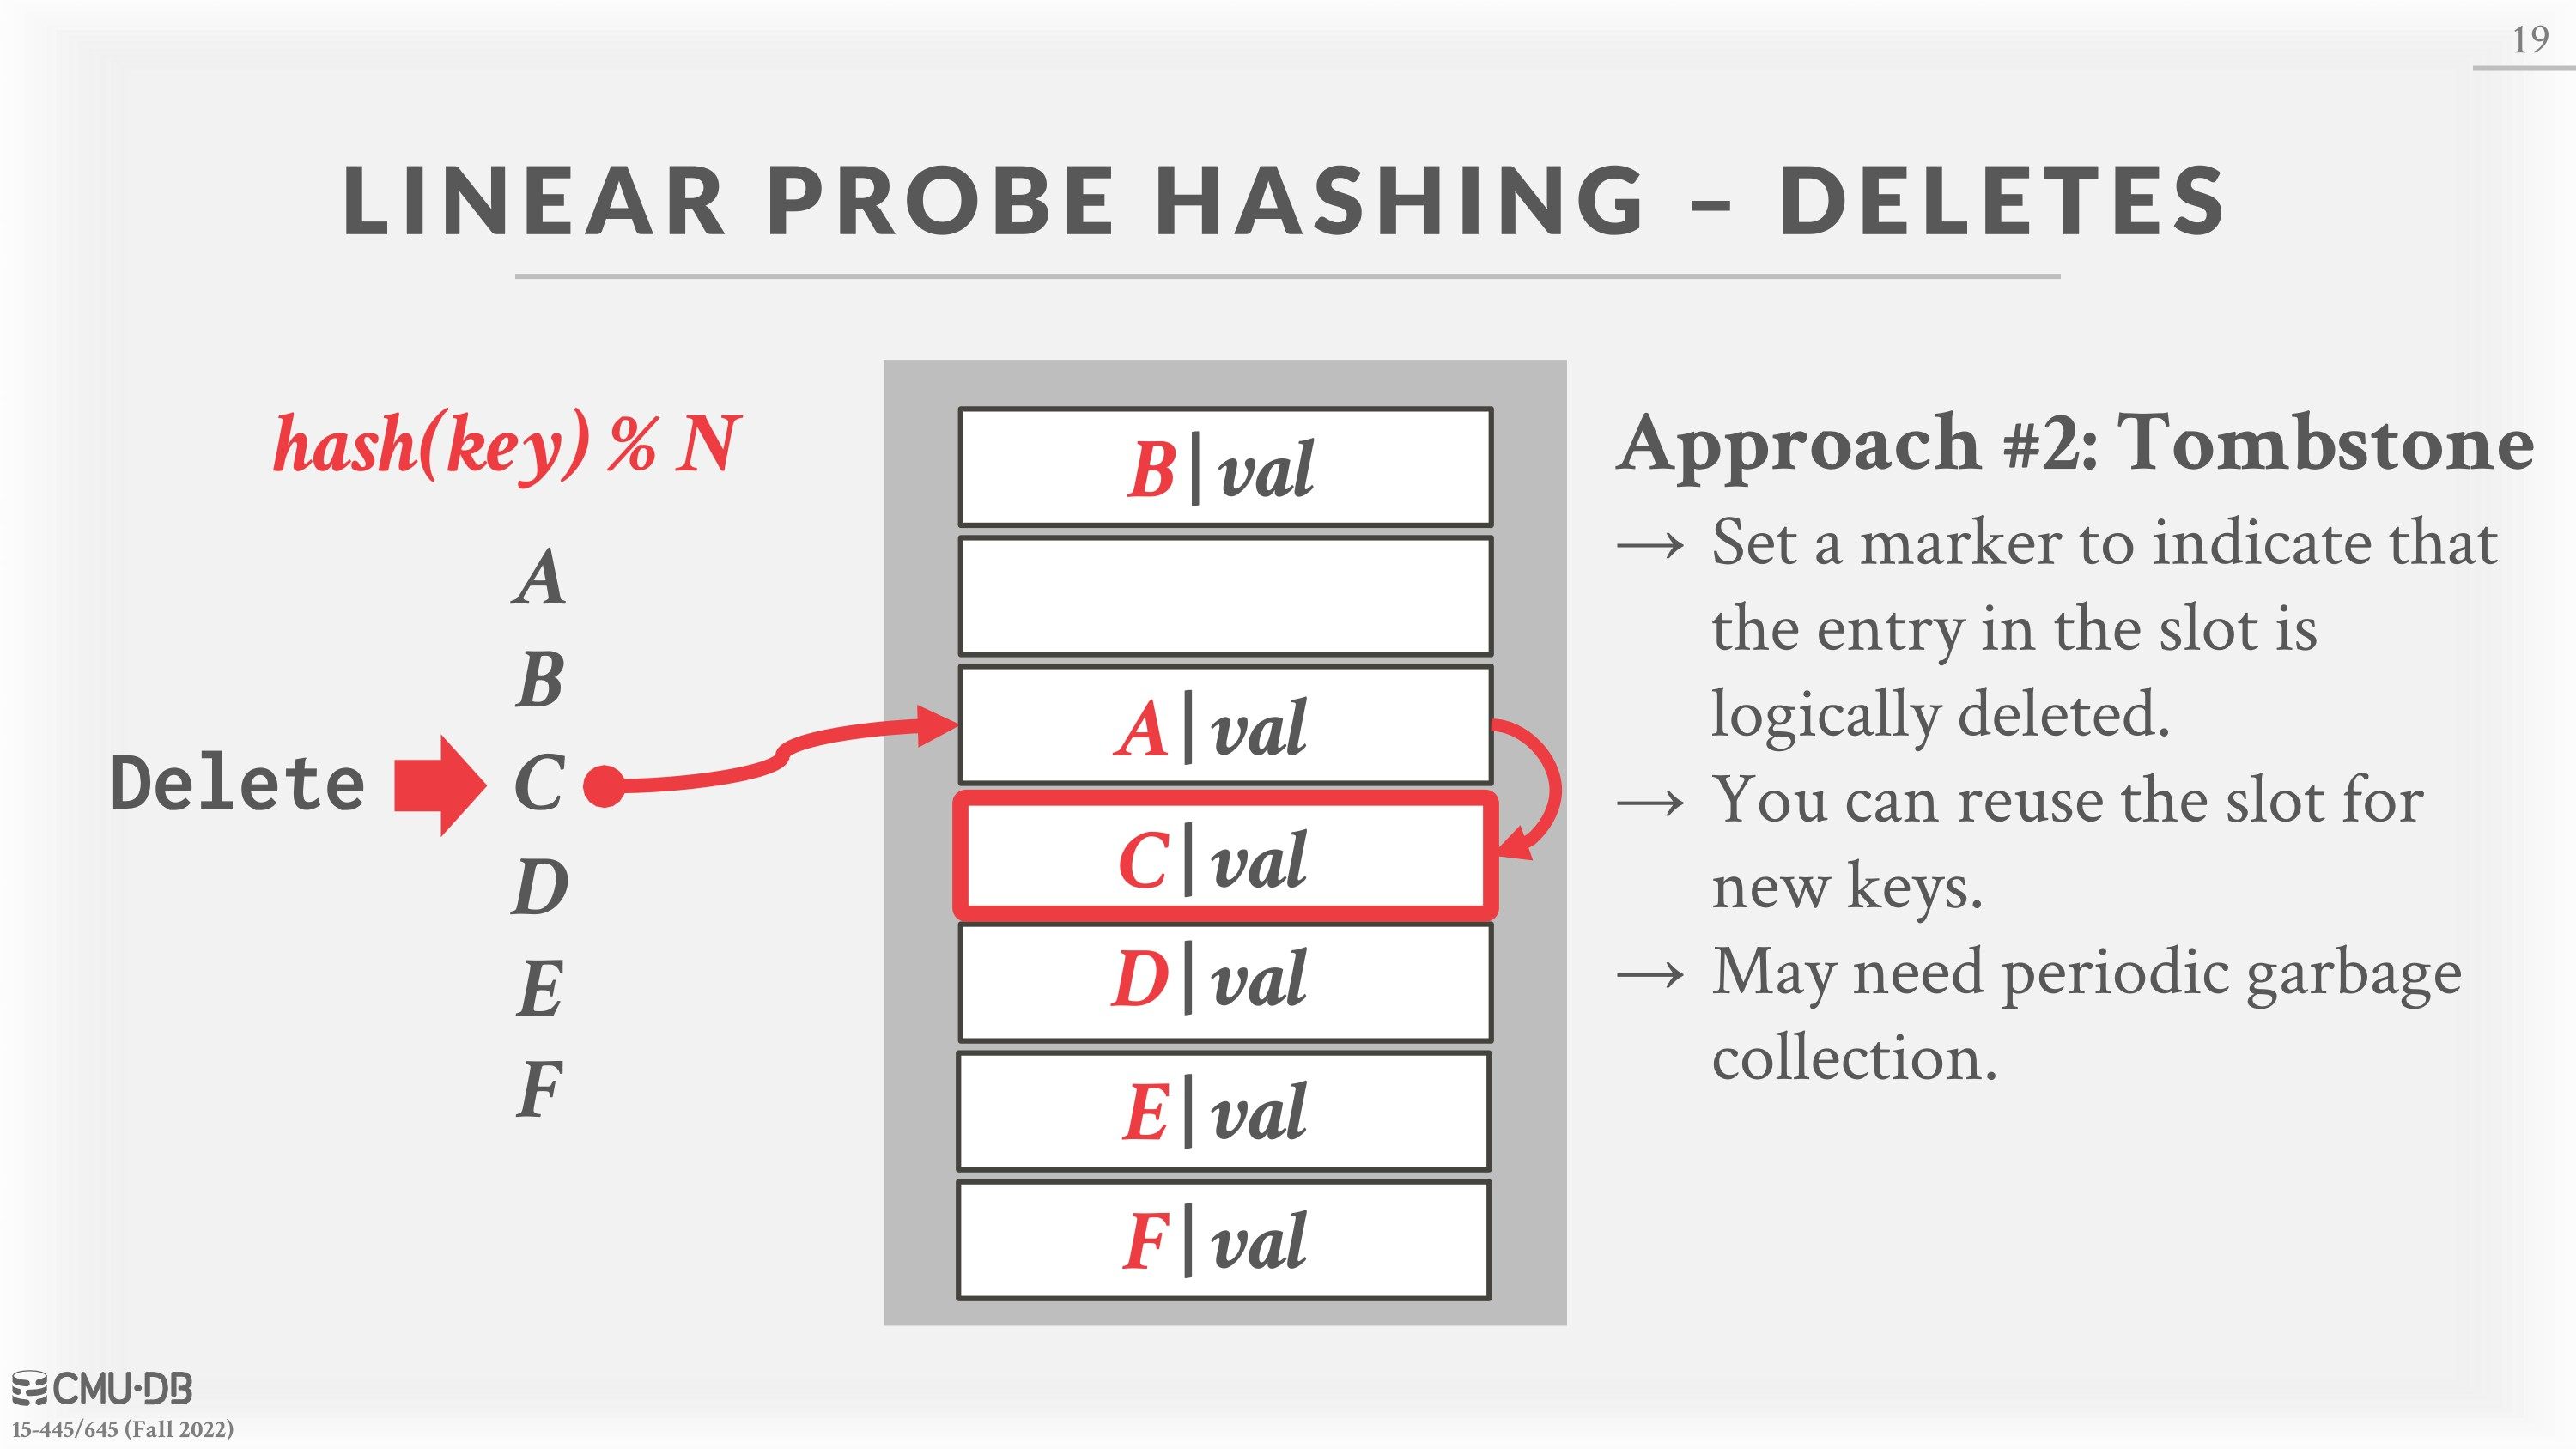 19
LINEAR PROBE HASHING – DELETES
hash(key) % N
A
B
Delete
C
D
E
F
B|val
A|val
C|val
D|val
E|val
F|val
Approach #2: Tombstone
→ Set a marker to indicate that
the entry in the slot is
logically deleted.
→ You can reuse the slot for
new keys.
→ May need periodic garbage
collection.
CMU·DB
15-445/645 (Fall 2022)